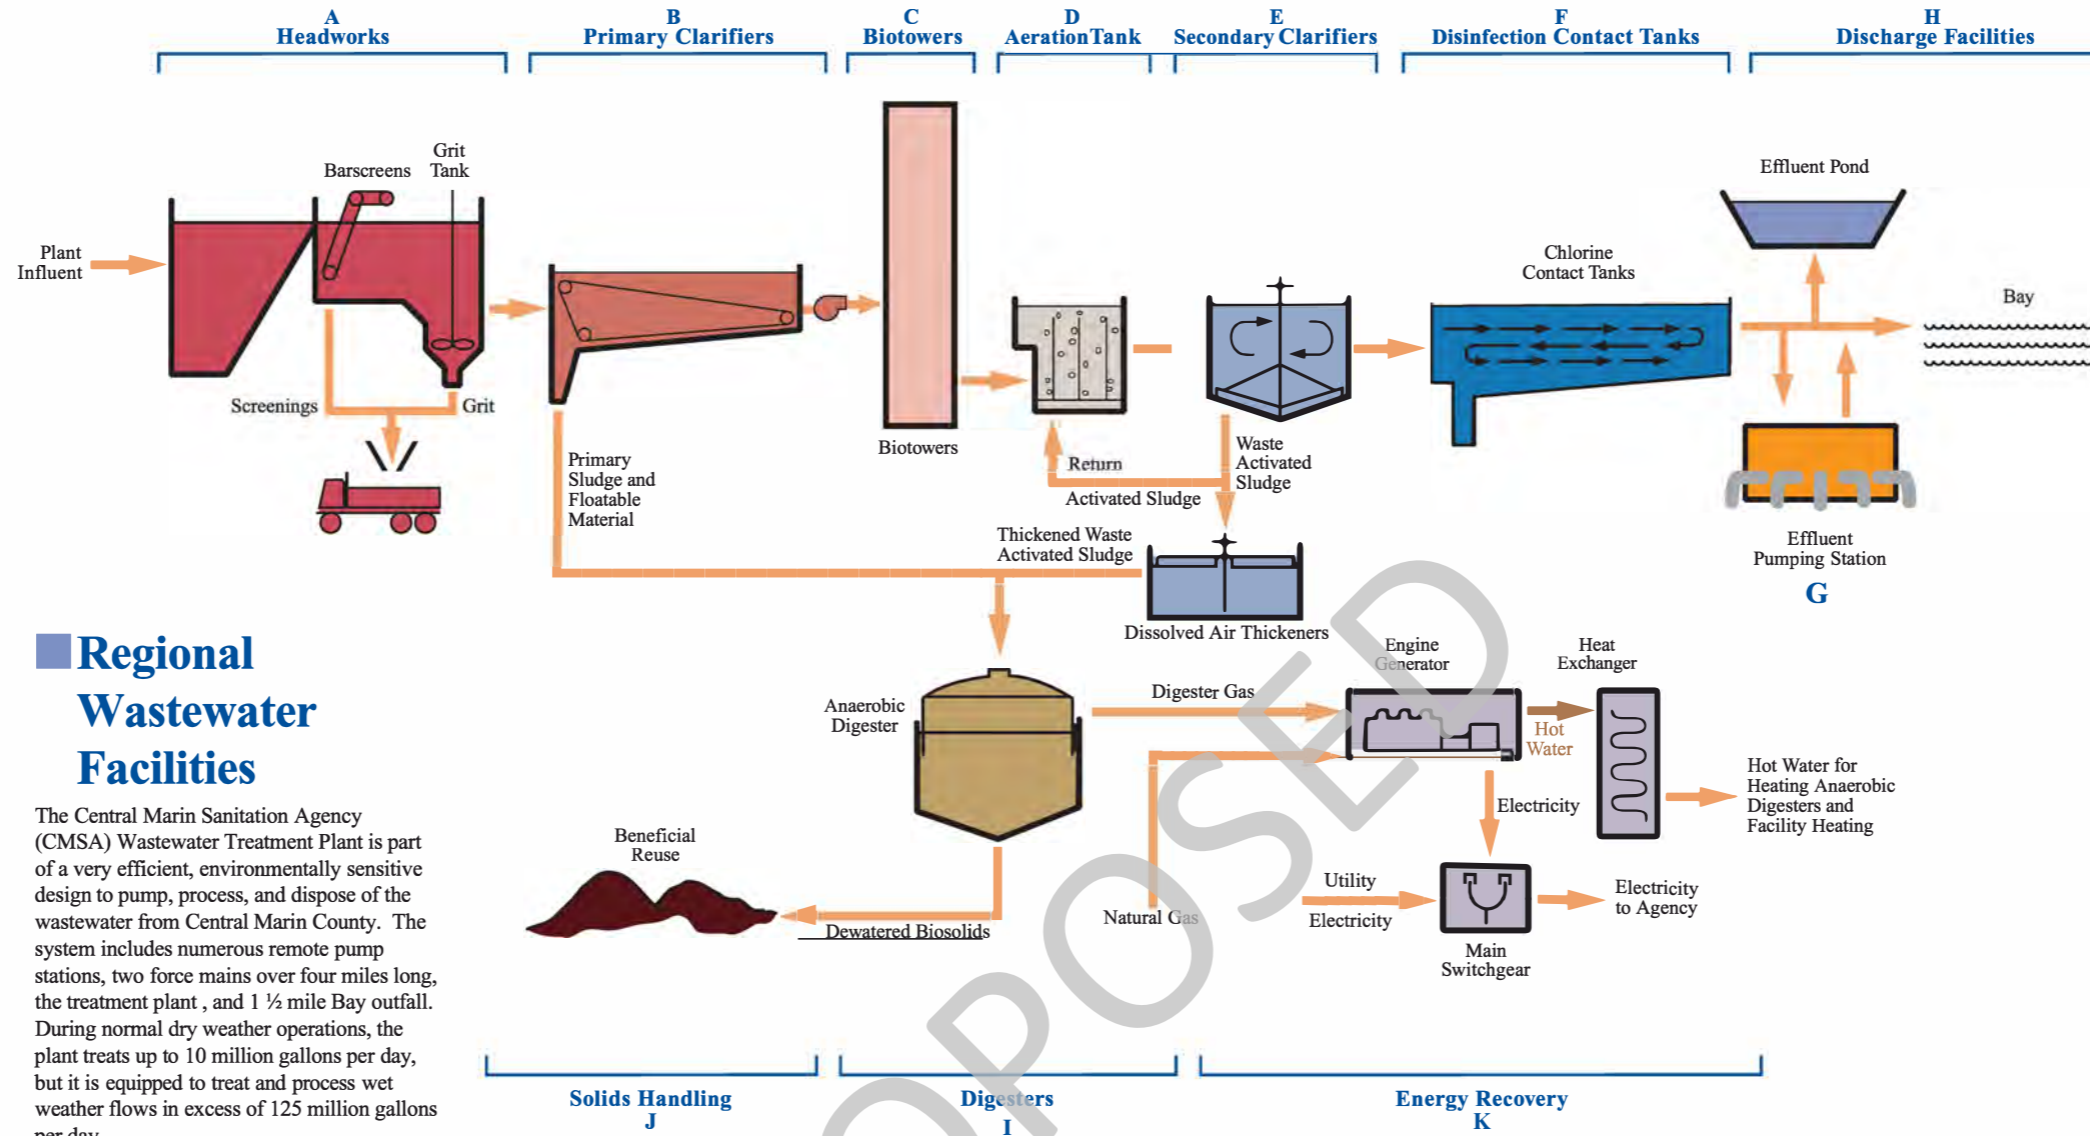 A
Headworks
B
Primary Clarifiers
C
Biotowers
D
AerationTank
E
Secondary Clarifiers
F
Disinfection Contact Tanks
H
Discharge Facilities
Plant
Influent
Barscreens
Grit
Tank
Screenings
Grit
Primary
Sludge and
Floatable
Material
Biotowers
Return
Activated Sludge
Waste
Activated
Sludge
Thickened Waste
Activated Sludge
Dissolved Air Thickeners
Chlorine
Contact Tanks
Effluent Pond
Bay
Effluent
Pumping Station
G
Regional
Wastewater
Facilities
The Central Marin Sanitation Agency
(CMSA) Wastewater Treatment Plant is part
of a very efficient, environmentally sensitive
design to pump, process, and dispose of the
wastewater from Central Marin County. The
system includes numerous remote pump
stations, two force mains over four miles long,
the treatment plant , and 1 ½ mile Bay outfall.
During normal dry weather operations, the
plant treats up to 10 million gallons per day,
but it is equipped to treat and process wet
weather flows in excess of 125 million gallons
per day
Anaerobic
Digester
Digester Gas
Engine
Generator
Heat
Exchanger
Hot
Water
Hot Water for
Heating Anaerobic
Digesters and
Facility Heating
Electricity
Beneficial
Reuse
Dewatered Biosolids
Natural Gas
Utility
Electricity
Main
Switchgear
Electricity
to Agency
Solids Handling
J
Digesters
I
Energy Recovery
K
OPOSED